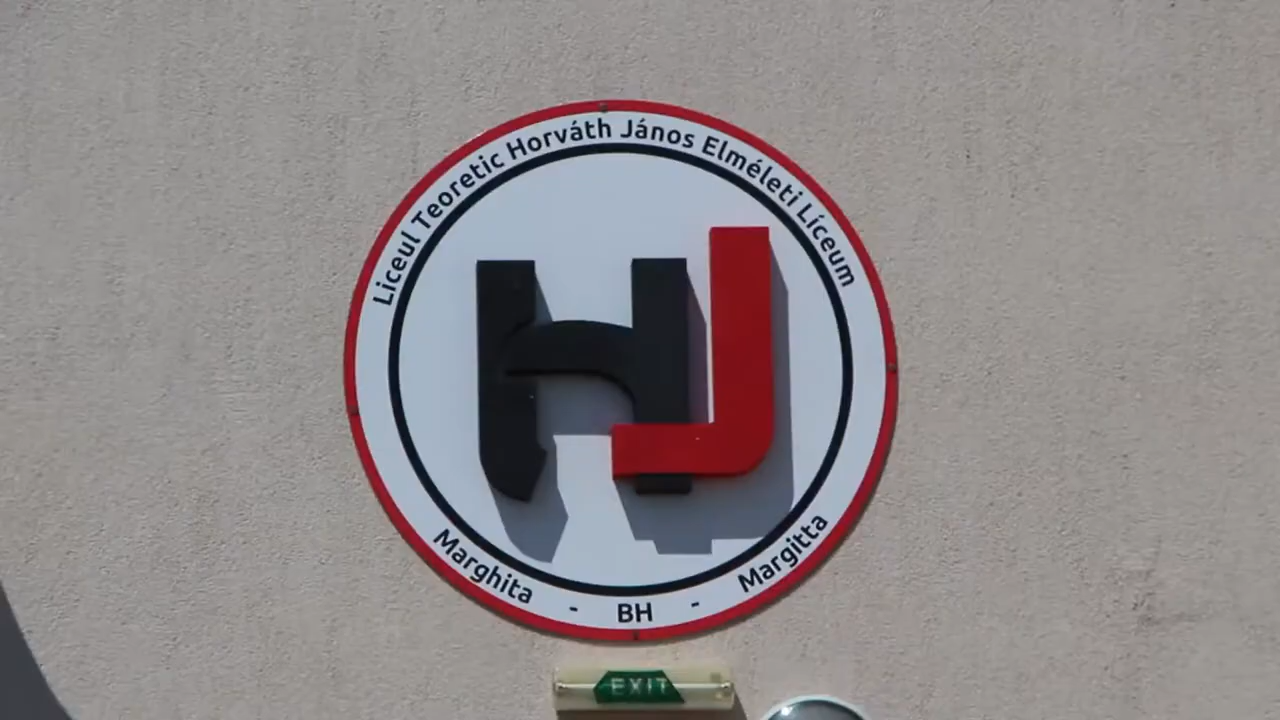 Liceul Teoretic Horváth János Elméleti Líceum
HJ
Marghita - BH - Margitta
EXIT